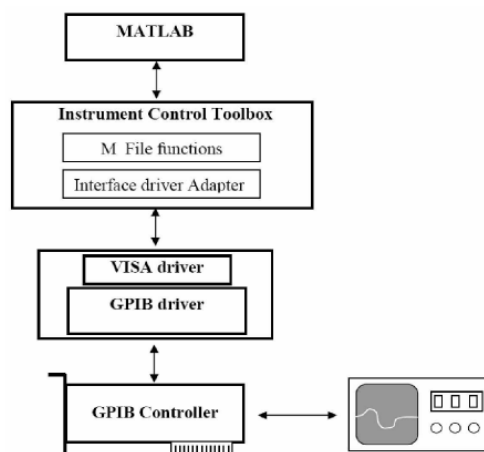 MATLAB
Instrument Control Toolbox
M File functions
Interface driver Adapter
VISA driver
GPIB driver
GPIB Controller